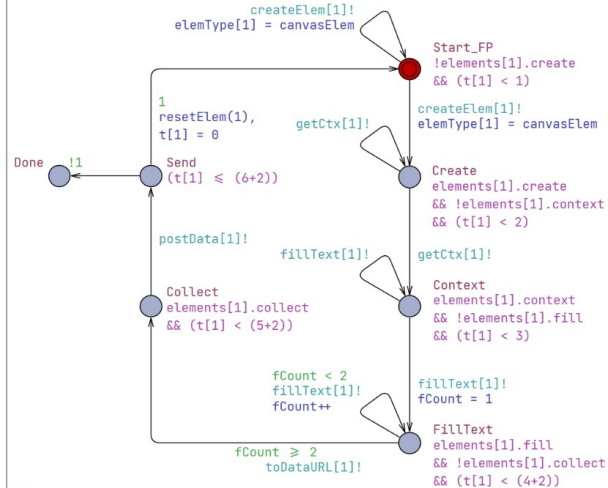 createElem[1]!
elemType[1] = canvasElem
Start_FP
!elements[1].create
&& (t[1] < 1)
1
resetElem(1),
t[1] = 0
createElem[1]!
elemType[1] = canvasElem
getCtx[1]!
Done
!1
Send
(t[1] ⩽ (6+2))
Create
elements[1].create
&& !elements[1].context
&& (t[1] < 2)
postData[1]!
fillText[1]!
getCtx[1]!
Collect
elements[1].collect
&& (t[1] < (5+2))
Context
elements[1].context
&& !elements[1].fill
&& (t[1] < 3)
fCount < 2
fillText[1]!
fCount++
fillText[1]!
fCount = 1
fCount ⩾ 2
toDataURL[1]!
FillText
elements[1].fill
&& !elements[1].collect
&& (t[1] < (4+2))